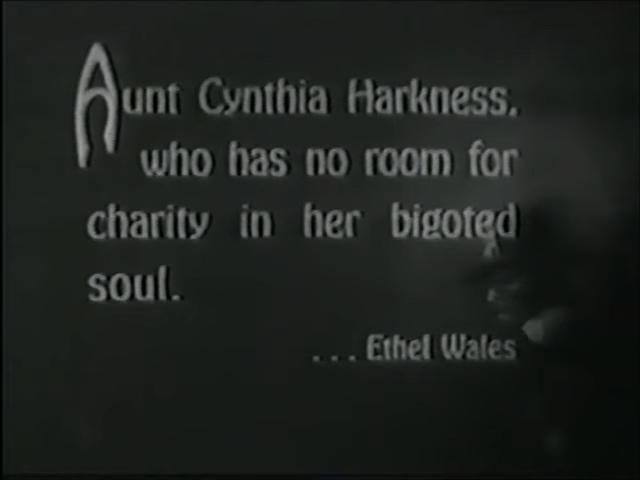 Aunt Cynthia Harkness,
who has no room for
charity in her bigoted
soul.
... Ethel Wales